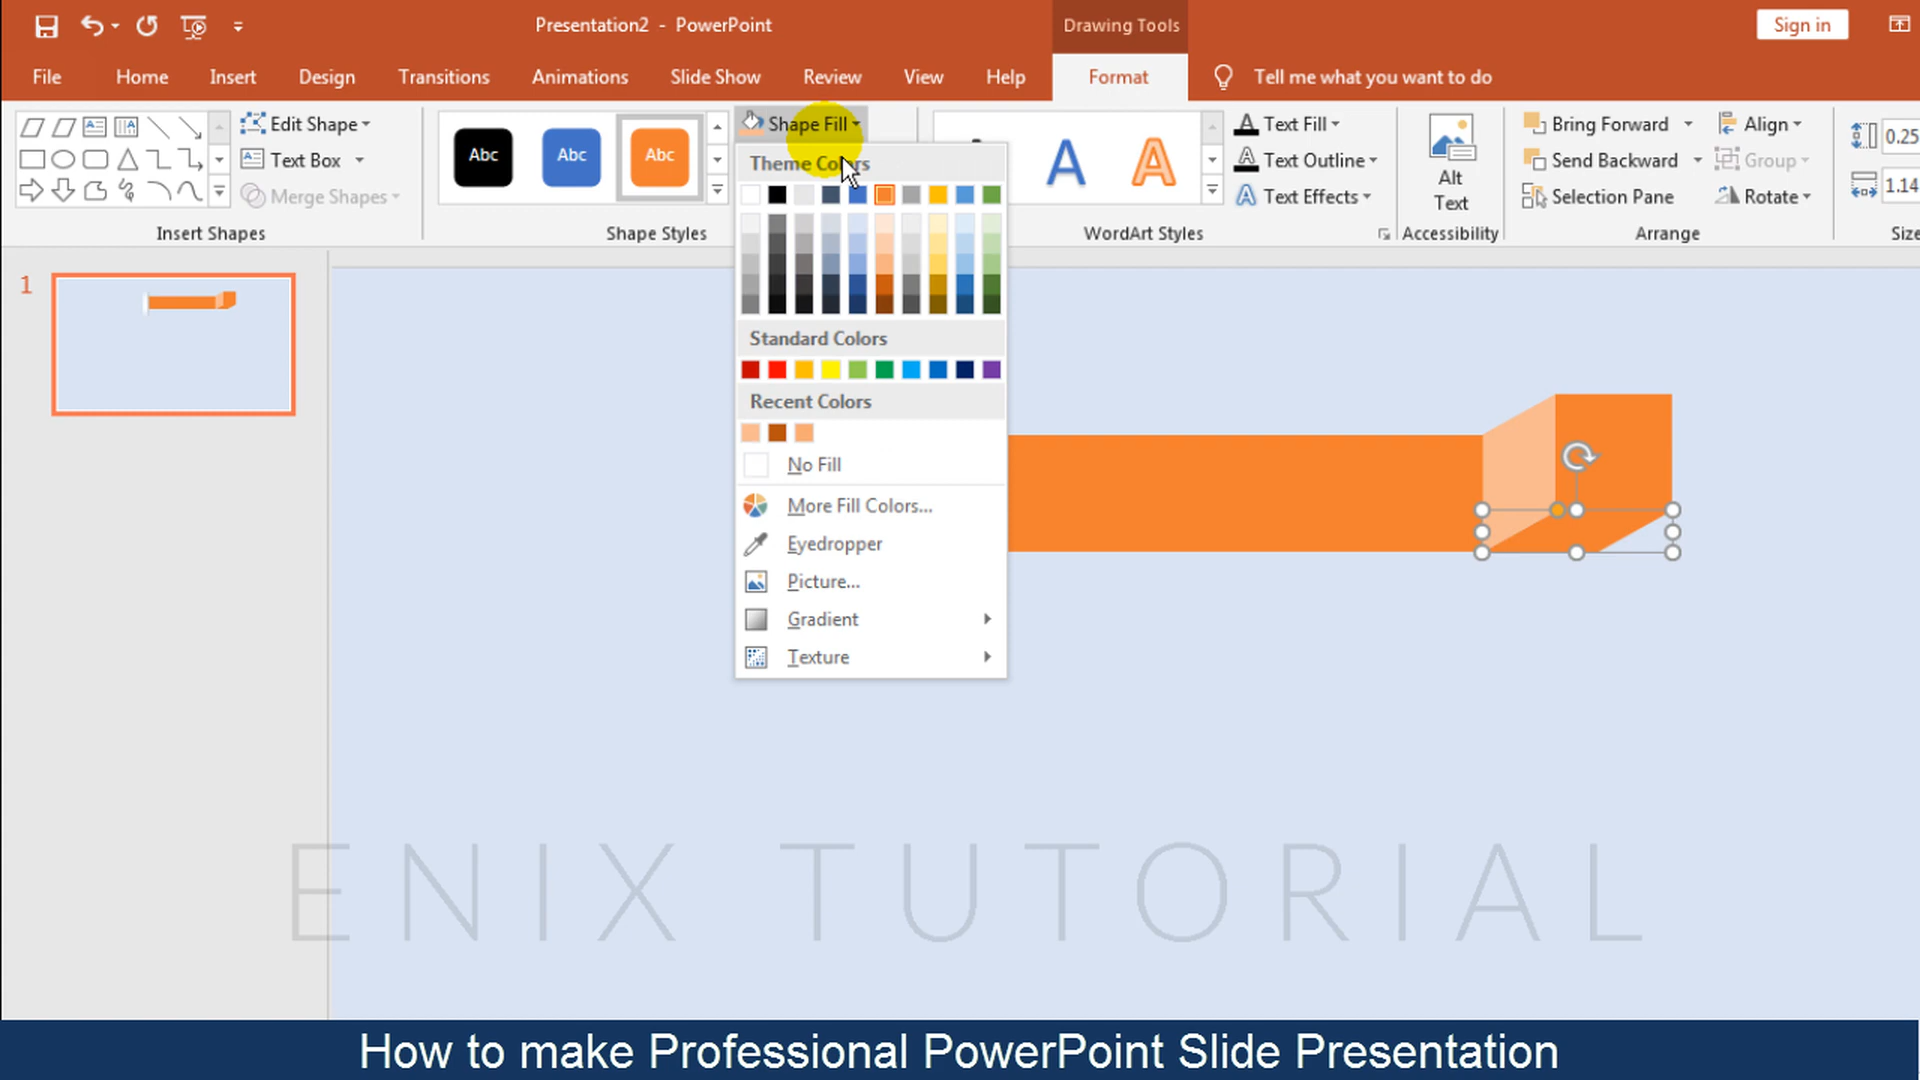 Presentation2 - PowerPoint
Drawing Tools
Sign in
File Home Insert Design Transitions Animations Slide Show Review View Help Format Tell me what you want to do
Edit Shape
Text Box
Merge Shapes
Insert Shapes
Abc Abc Abc
Shape Styles
Shape Fill
Theme Colors
Standard Colors
Recent Colors
No Fill
More Fill Colors...
Eyedropper
Picture...
Gradient
Texture
A A
WordArt Styles
Text Fill
Text Outline
Text Effects
Alt
Text
Accessibility
Bring Forward
Send Backward
Selection Pane
Align
Group
Rotate
Arrange
0.25
1.14
Size
1
ENIX TUTORIAL
How to make Professional PowerPoint Slide Presentation